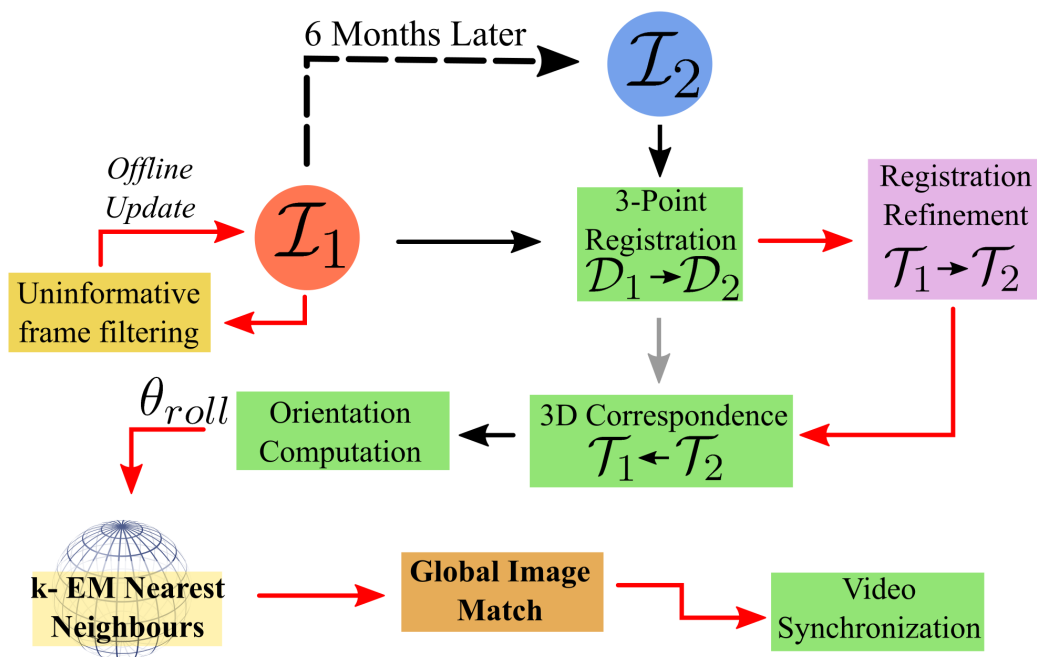 6 Months Later
ℐ₂
Offline
Update
ℐ₁
3-Point
Registration
𝒟₁ → 𝒟₂
Registration
Refinement
𝒯₁ → 𝒯₂
Uninformative
frame filtering
θ_roll
Orientation
Computation
3D Correspondence
𝒯₁ ← 𝒯₂
k- EM Nearest
Neighbours
Global Image
Match
Video
Synchronization